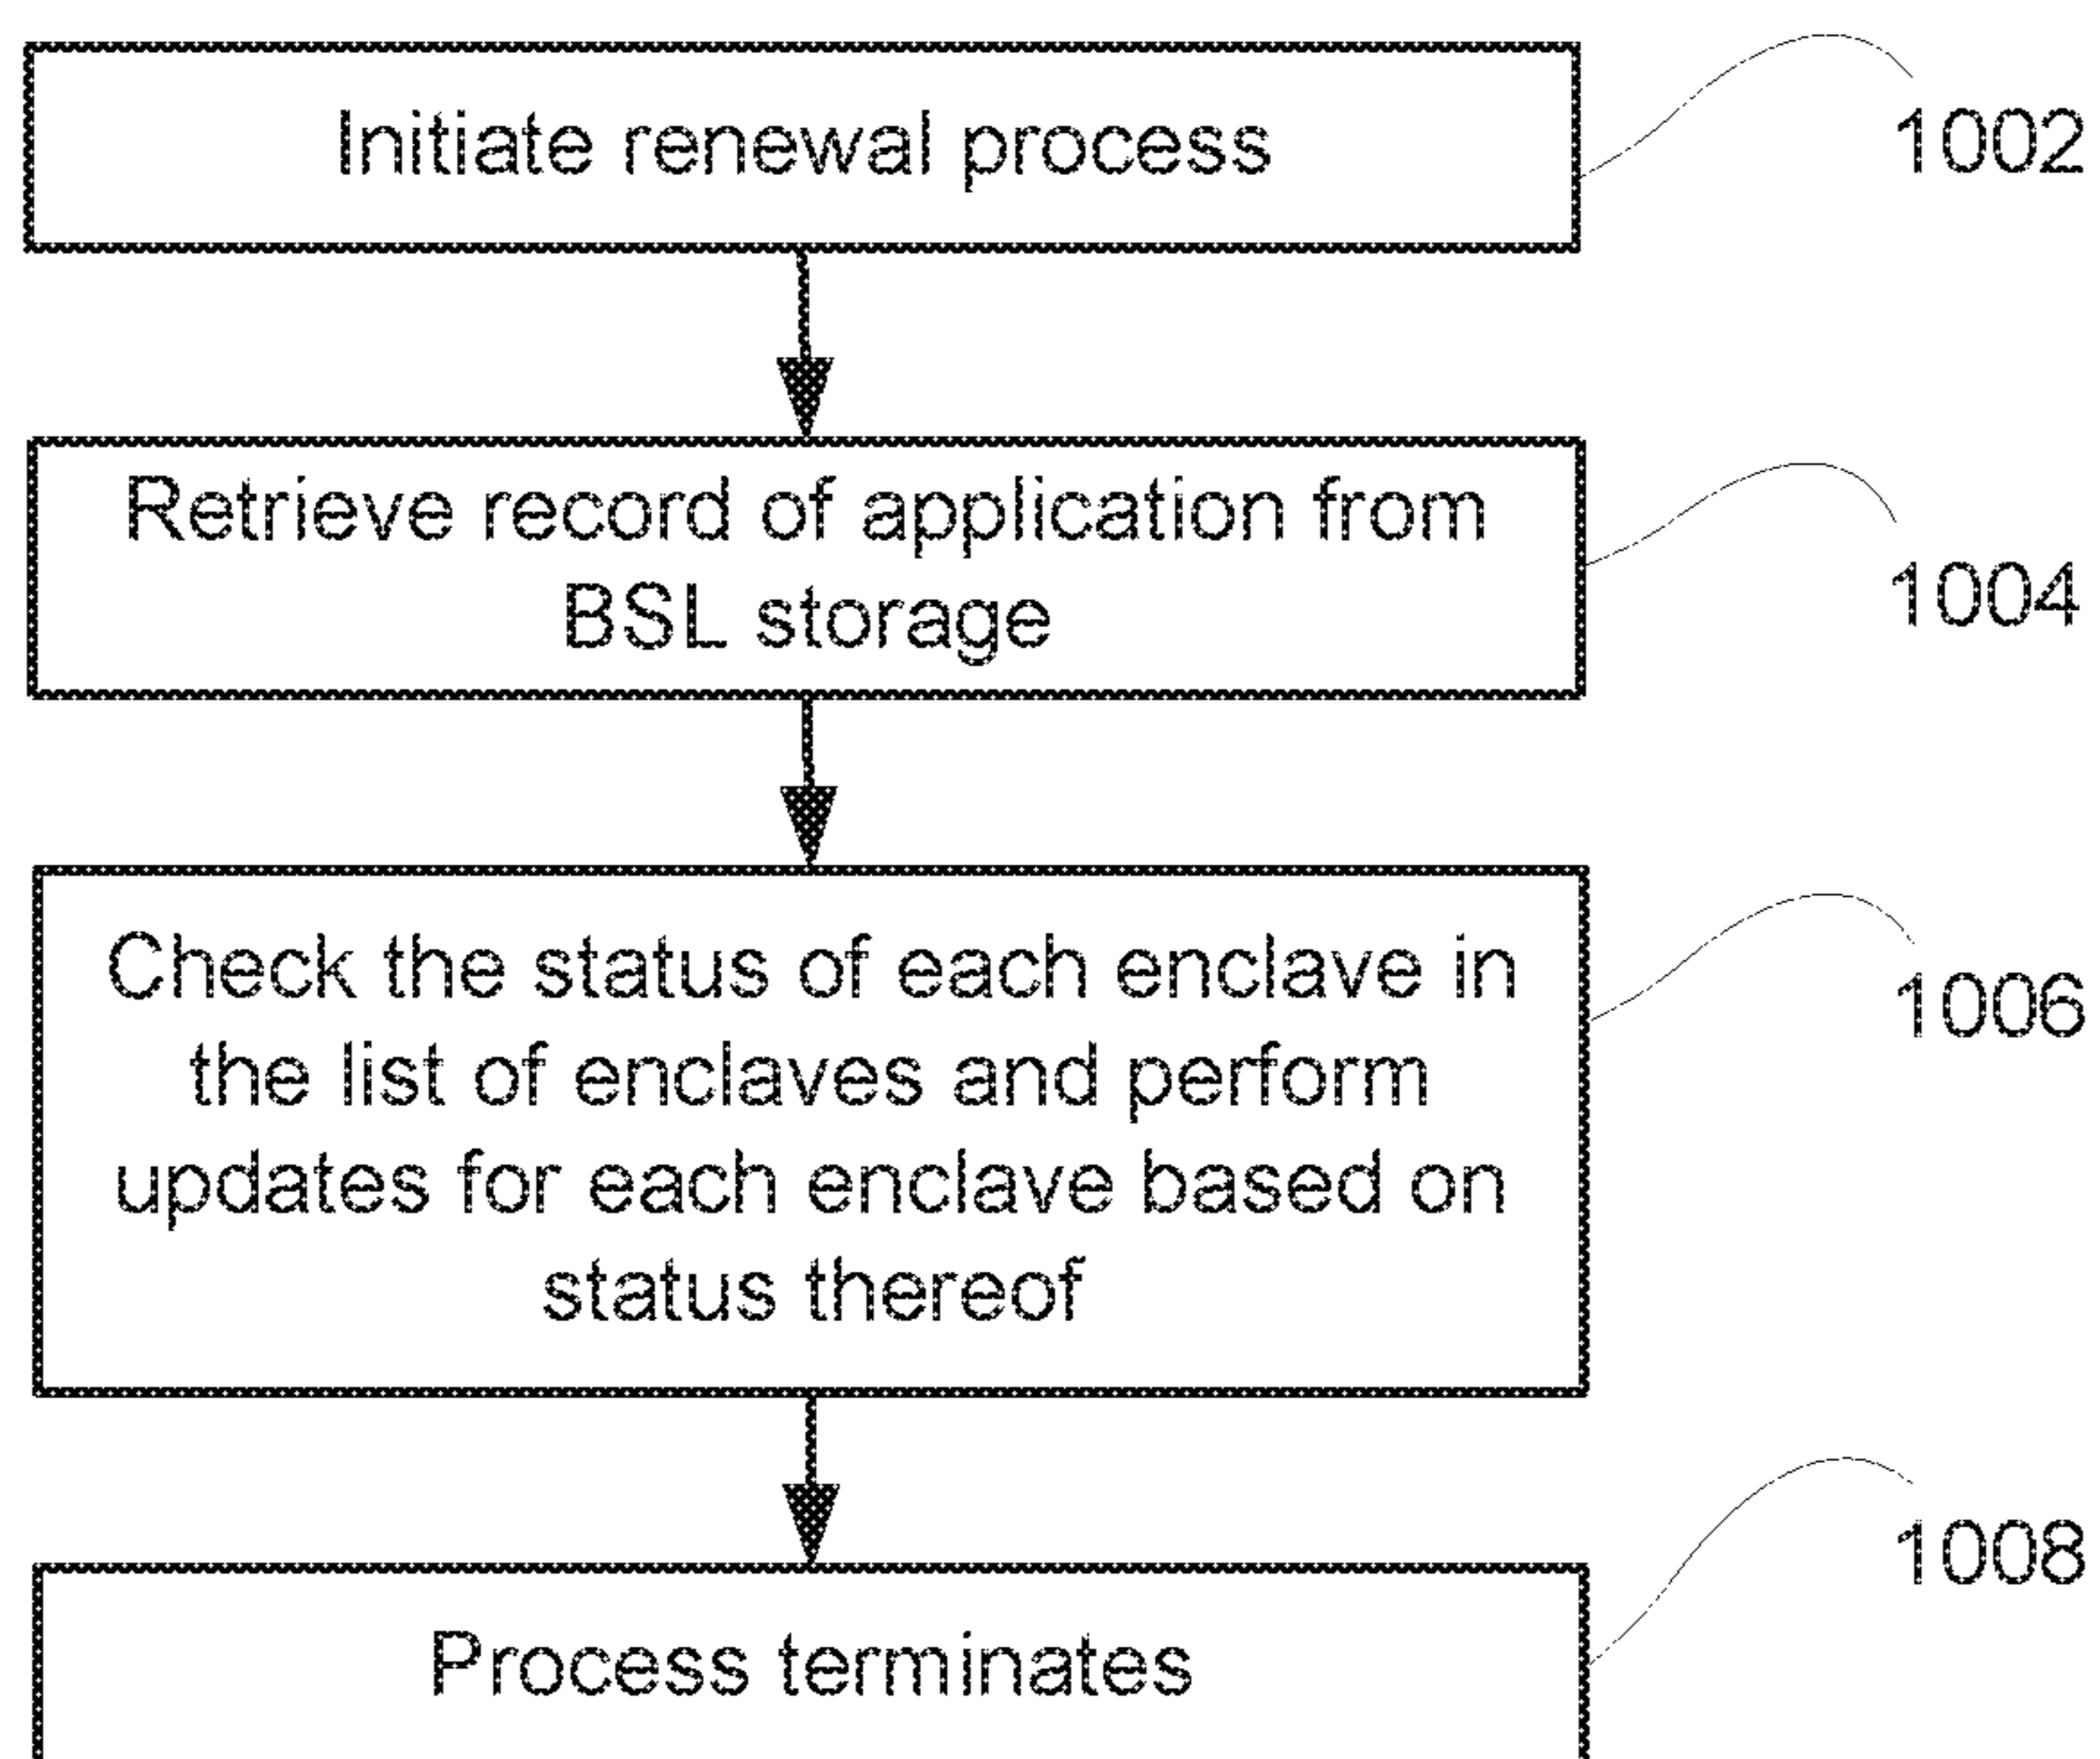 Initiate renewal process
1002
Retrieve record of application from
BSL storage
1004
Check the status of each enclave in
the list of enclaves and perform
updates for each enclave based on
status thereof
1006
Process terminates
1008